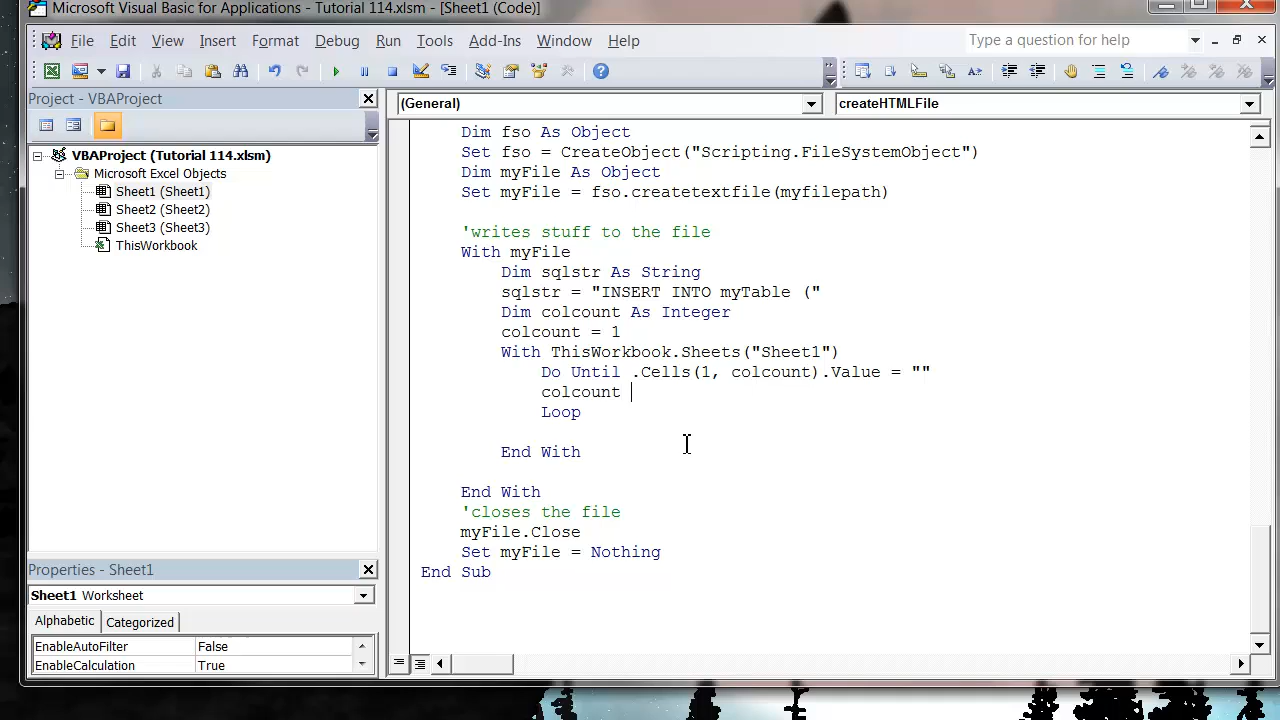 Microsoft Visual Basic for Applications - Tutorial 114.xlsm - [Sheet1 (Code)]
File Edit View Insert Format Debug Run Tools Add-Ins Window Help Type a question for help
Project - VBAProject
(General) createHTMLFile
VBAProject (Tutorial 114.xlsm)
Microsoft Excel Objects
Sheet1 (Sheet1)
Sheet2 (Sheet2)
Sheet3 (Sheet3)
ThisWorkbook
Dim fso As Object
Set fso = CreateObject("Scripting.FileSystemObject")
Dim myFile As Object
Set myFile = fso.createtextfile(myfilepath)
'writes stuff to the file
With myFile
Dim sqlstr As String
sqlstr = "INSERT INTO myTable ("
Dim colcount As Integer
colcount = 1
With ThisWorkbook.Sheets("Sheet1")
Do Until .Cells(1, colcount).Value = ""
colcount
Loop
End With
End With
'closes the file
myFile.Close
Set myFile = Nothing
End Sub
Properties - Sheet1
Sheet1 Worksheet
Alphabetic Categorized
EnableAutoFilter False
EnableCalculation True